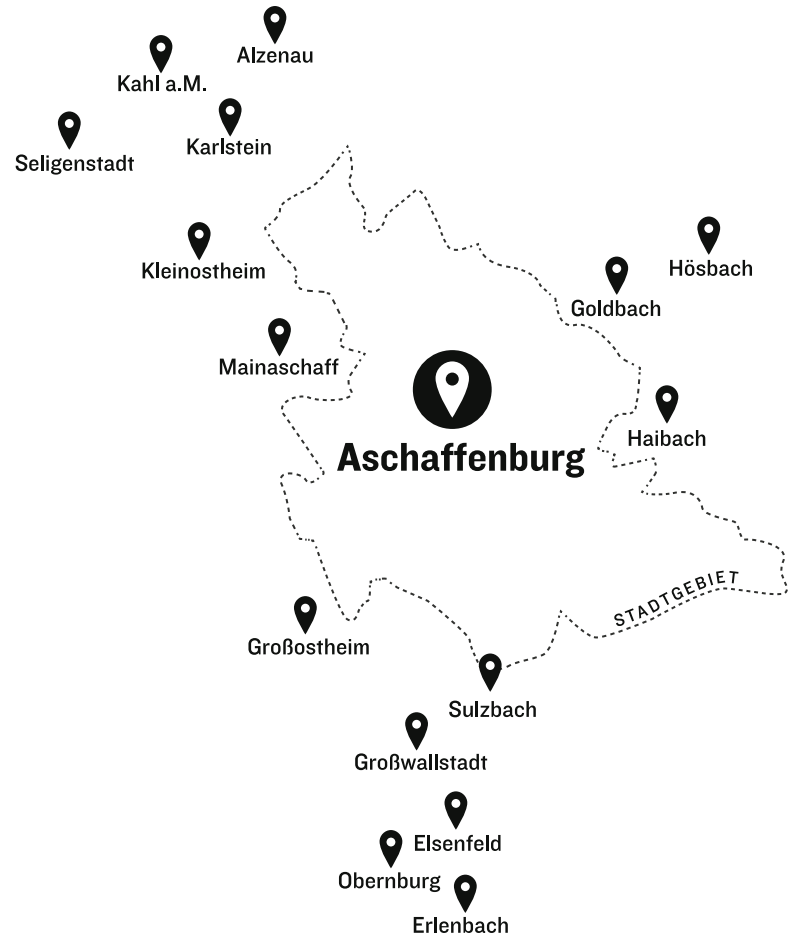 Alzenau
Kahl a.M.
Karlstein
Seligenstadt
Hösbach
Kleinostheim
Goldbach
Mainaschaff
Haibach
Aschaffenburg
STADTGEBIET
Großostheim
Sulzbach
Großwallstadt
Elsenfeld
Obernburg
Erlenbach